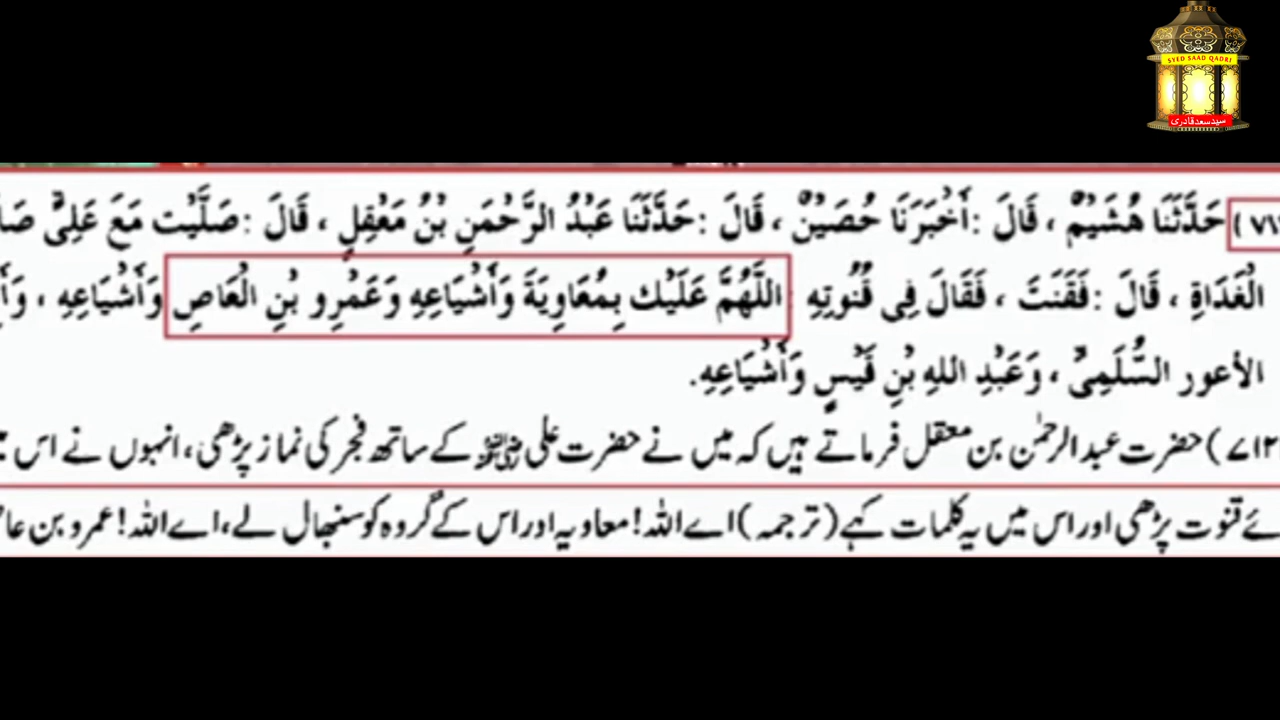 SYED SAAD QADRI
سید سعد قادری
حَدَّثَنَا هُشَيْمٌ ، قَالَ : أَخْبَرَنَا حُصَيْنٌ ، قَالَ : حَدَّثَنَا عَبْدُ الرَّحْمَنِ بْنُ مَعْقِلٍ ، قَالَ : صَلَّيْت مَعَ عَلِيٍّ
الْغَدَاةِ ، قَالَ : فَقَنَتَ ، فَقَالَ فِي قُنُوتِهِ : اللَّهُمَّ عَلَيْك بِمُعَاوِيَةَ وَأَشْيَاعِهِ وَعَمْرِو بْنِ الْعَاصِ وَأَشْيَاعِهِ ،
الأعور السُّلَمِيِّ ، وَعَبْدِ اللهِ بْنِ قَيْسٍ وَأَشْيَاعِهِ.
حضرت عبد الرحمٰن بن معقل فرماتے ہیں کہ میں نے حضرت علی رضی اللہ عنہ کے ساتھ فجر کی نماز پڑھی، انہوں نے اس
قنوت پڑھی اور اس میں یہ کلمات کہے (ترجمہ) اے اللہ! معاویہ اور اس کے گروہ کو سنبھال لے، اے اللہ! عمرو بن